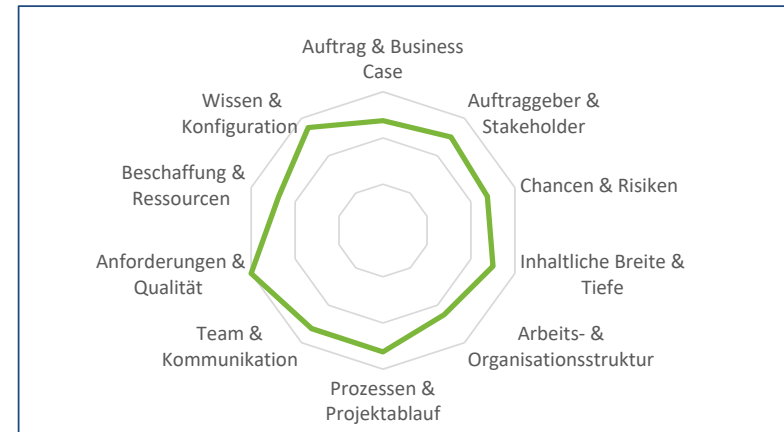 Auftrag & Business
Case
Auftraggeber &
Stakeholder
Chancen & Risiken
Inhaltliche Breite &
Tiefe
Arbeits- &
Organisationsstruktur
Prozessen &
Projektablauf
Team &
Kommunikation
Anforderungen &
Qualität
Beschaffung &
Ressourcen
Wissen &
Konfiguration